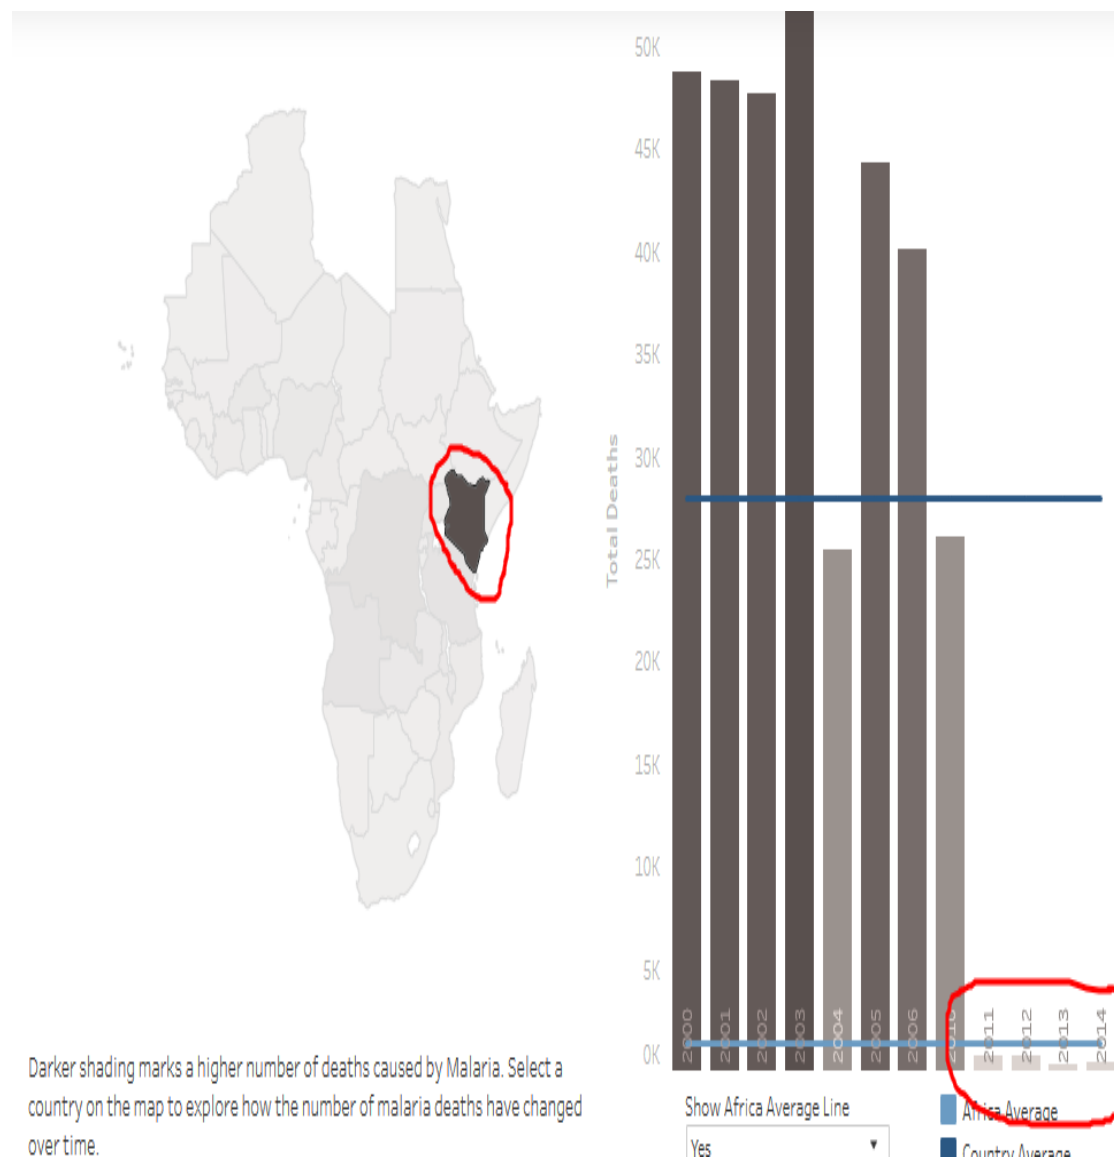 50K
45K
40K
35K
30K
25K
20K
15K
10K
5K
0K
Total Deaths
2000
2001
2002
2003
2004
2005
2006
2010
2011
2012
2013
2014
Darker shading marks a higher number of deaths caused by Malaria. Select a
country on the map to explore how the number of malaria deaths have changed
over time.
Show Africa Average Line
Yes
Africa Average
Country Average